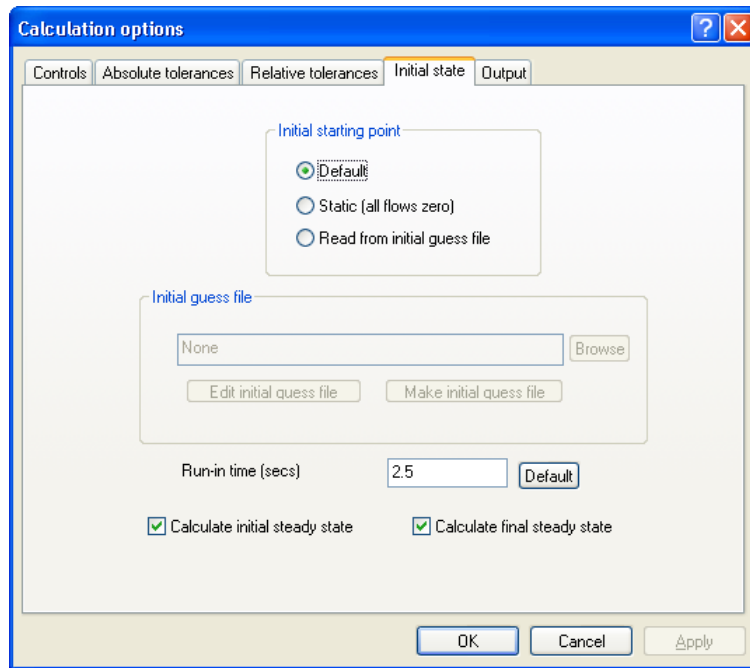 Calculation options
Controls Absolute tolerances Relative tolerances Initial state Output
Initial starting point
Default
Static (all flows zero)
Read from initial guess file
Initial guess file
None Browse
Edit initial guess file Make initial guess file
Run-in time (secs) 2.5 Default
Calculate initial steady state Calculate final steady state
OK Cancel Apply